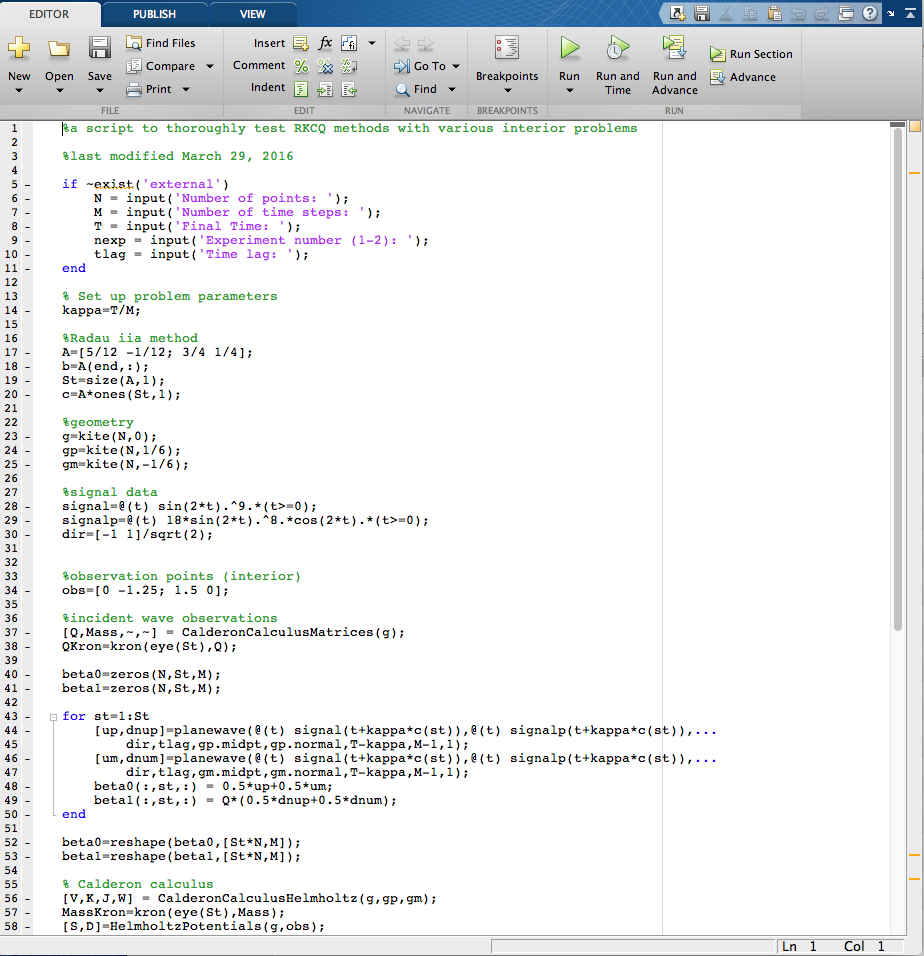 EDITOR PUBLISH VIEW
New Open Save Find Files Compare Print
Insert Comment Indent
Go To Find
Breakpoints
Run Run and Time Run and Advance Run Section Advance
FILE EDIT NAVIGATE BREAKPOINTS RUN
1 %a script to thoroughly test RKCQ methods with various interior problems
2
3 %last modified March 29, 2016
4
5 – if ~exist('external')
6 – N = input('Number of points: ');
7 – M = input('Number of time steps: ');
8 – T = input('Final Time: ');
9 – nexp = input('Experiment number (1-2): ');
10 – tlag = input('Time lag: ');
11 – end
12
13 % Set up problem parameters
14 – kappa=T/M;
15
16 %Radau iia method
17 – A=[5/12 -1/12; 3/4 1/4];
18 – b=A(end,:);
19 – St=size(A,1);
20 – c=A*ones(St,1);
21
22 %geometry
23 – g=kite(N,0);
24 – gp=kite(N,1/6);
25 – gm=kite(N,-1/6);
26
27 %signal data
28 – signal=@(t) sin(2*t).^9.*(t>=0);
29 – signalp=@(t) 18*sin(2*t).^8.*cos(2*t).*(t>=0);
30 – dir=[-1 1]/sqrt(2);
31
32
33 %observation points (interior)
34 – obs=[0 -1.25; 1.5 0];
35
36 %incident wave observations
37 – [Q,Mass,~,~] = CalderonCalculusMatrices(g);
38 – QKron=kron(eye(St),Q);
39
40 – beta0=zeros(N,St,M);
41 – beta1=zeros(N,St,M);
42
43 – for st=1:St
44 – [up,dnup]=planewave(@(t) signal(t+kappa*c(st)),@(t) signalp(t+kappa*c(st)),...
45 dir,tlag,gp.midpt,gp.normal,T-kappa,M-1,1);
46 – [um,dnum]=planewave(@(t) signal(t+kappa*c(st)),@(t) signalp(t+kappa*c(st)),...
47 dir,tlag,gm.midpt,gm.normal,T-kappa,M-1,1);
48 – beta0(:,st,:) = 0.5*up+0.5*um;
49 – beta1(:,st,:) = Q*(0.5*dnup+0.5*dnum);
50 – end
51
52 – beta0=reshape(beta0,[St*N,M]);
53 – beta1=reshape(beta1,[St*N,M]);
54
55 % Calderon calculus
56 – [V,K,J,W] = CalderonCalculusHelmholtz(g,gp,gm);
57 – MassKron=kron(eye(St),Mass);
58 – [S,D]=HelmholtzPotentials(g,obs);
Ln 1 Col 1